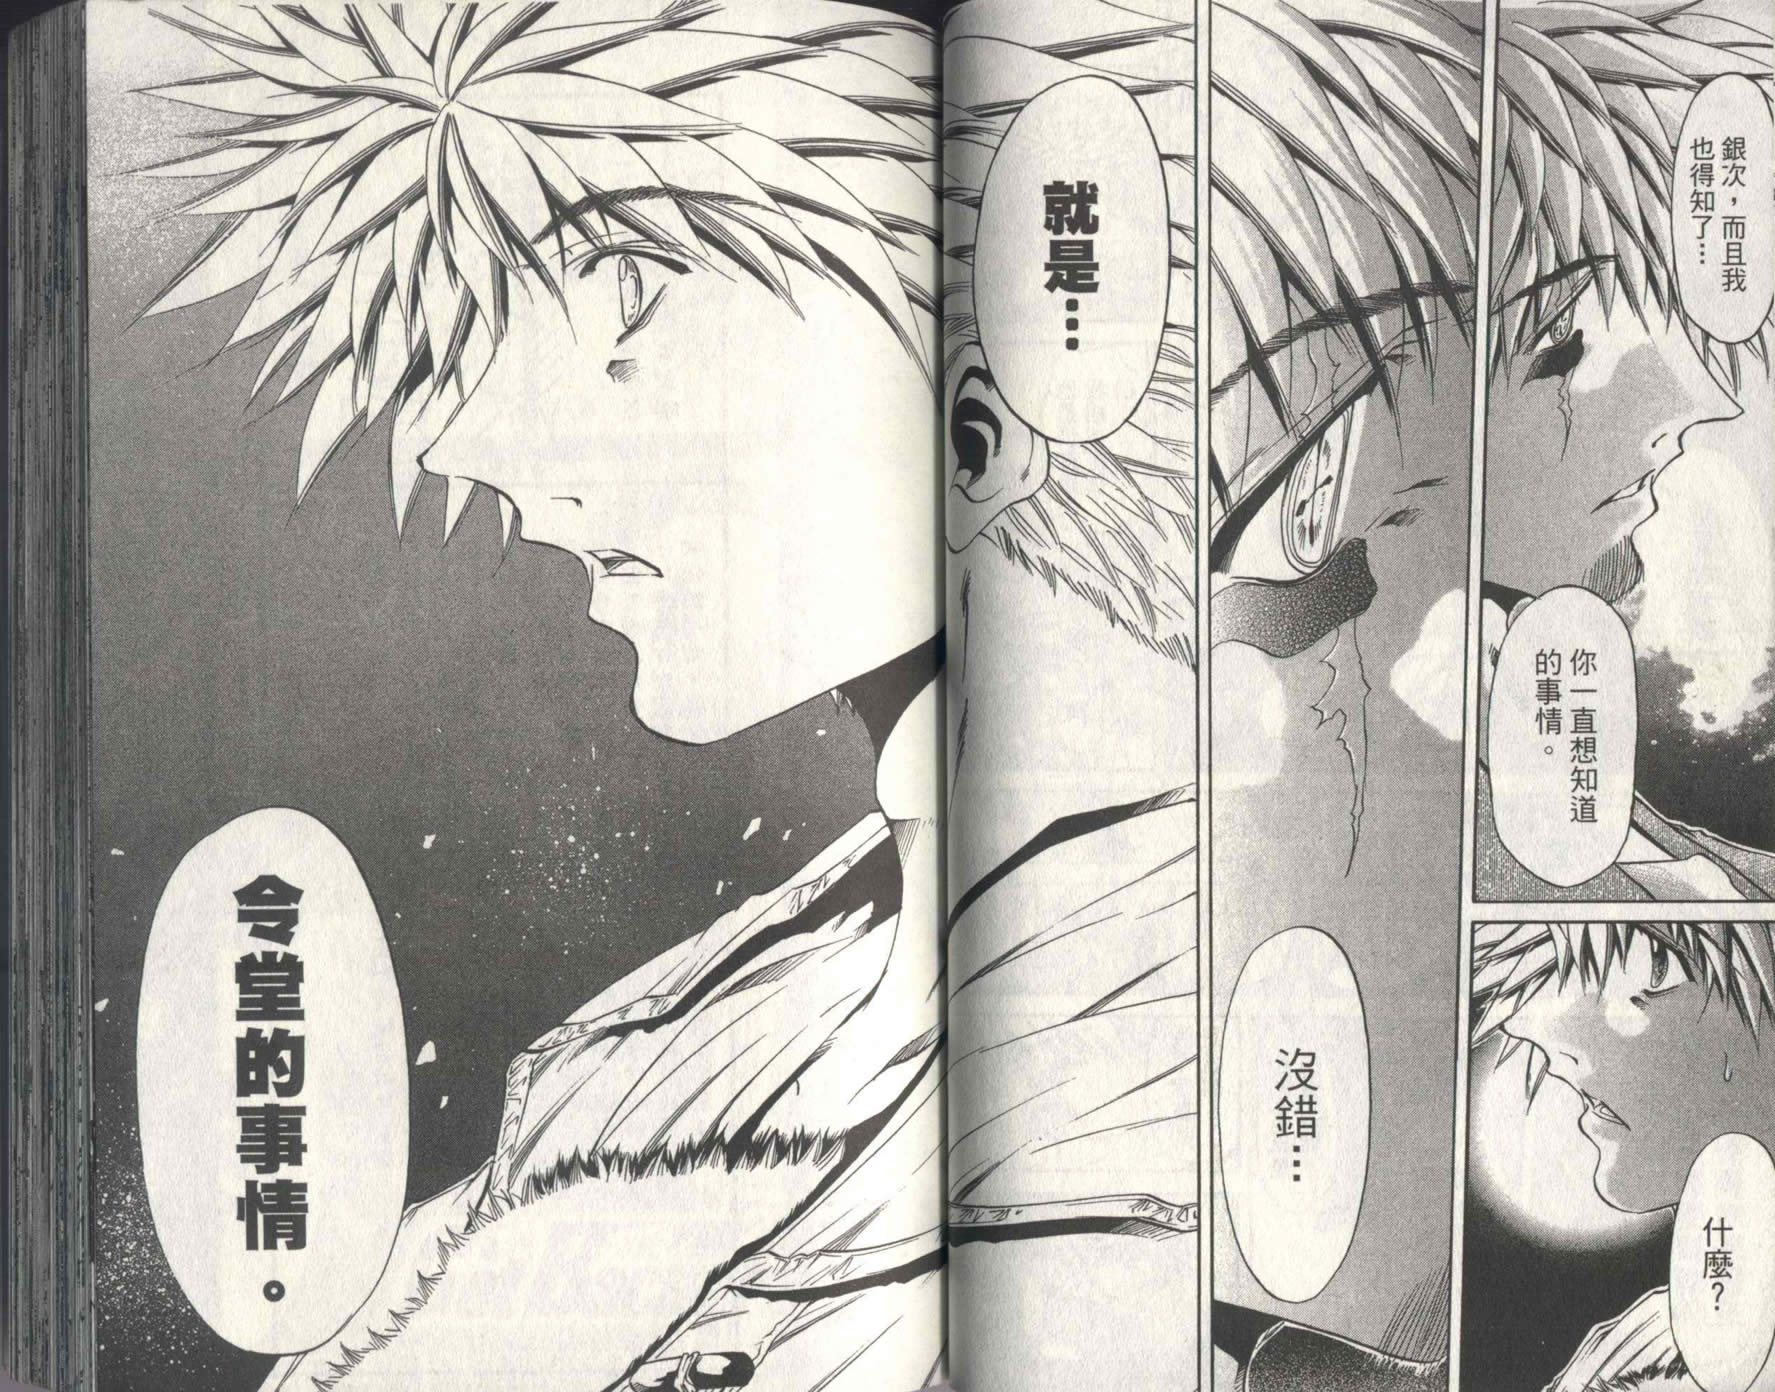 銀次，而且我
也得知了…
你一直想知道
的事情。
什麼？
沒錯…
就是…
令堂的事情。